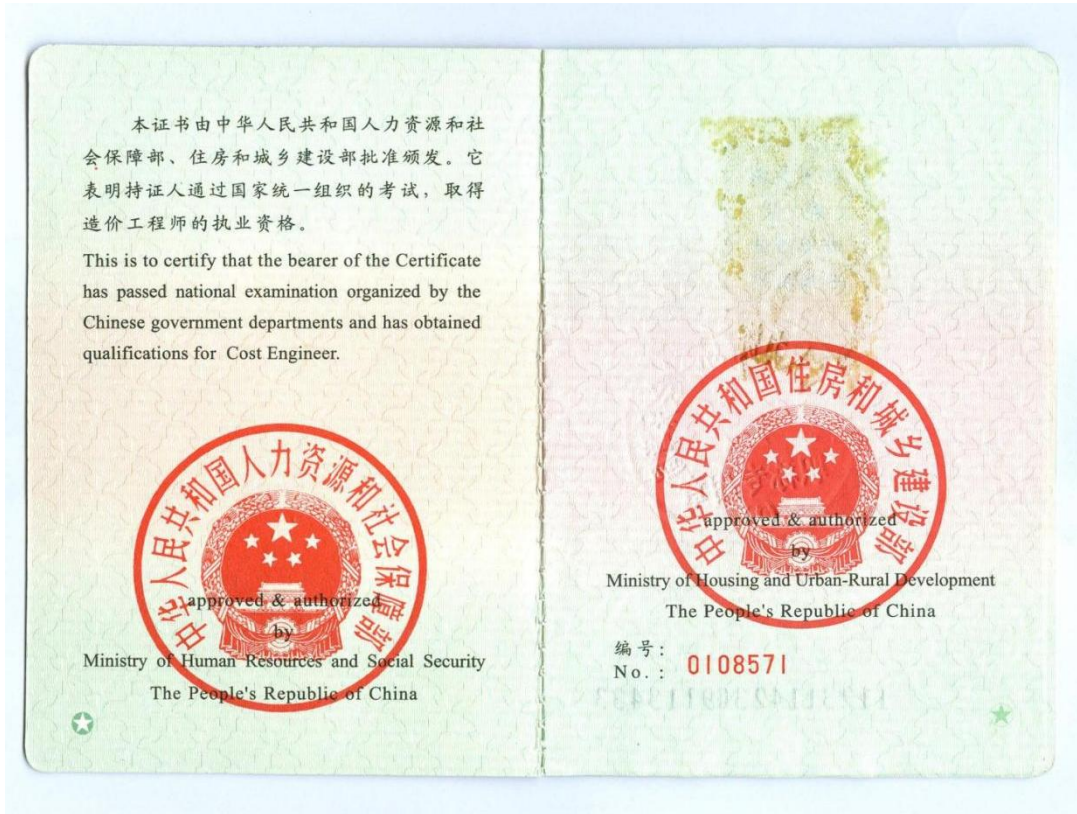 本证书由中华人民共和国人力资源和社
会保障部、住房和城乡建设部批准颁发。它
表明持证人通过国家统一组织的考试，取得
造价工程师的执业资格。
This is to certify that the bearer of the Certificate
has passed national examination organized by the
Chinese government departments and has obtained
qualifications for Cost Engineer.
中华人民共和国人力资源和社会保障部
approved & authorized
by
Ministry of Human Resources and Social Security
The People's Republic of China
中华人民共和国住房和城乡建设部
approved & authorized
by
Ministry of Housing and Urban-Rural Development
The People's Republic of China
编号：
No.： 0108571